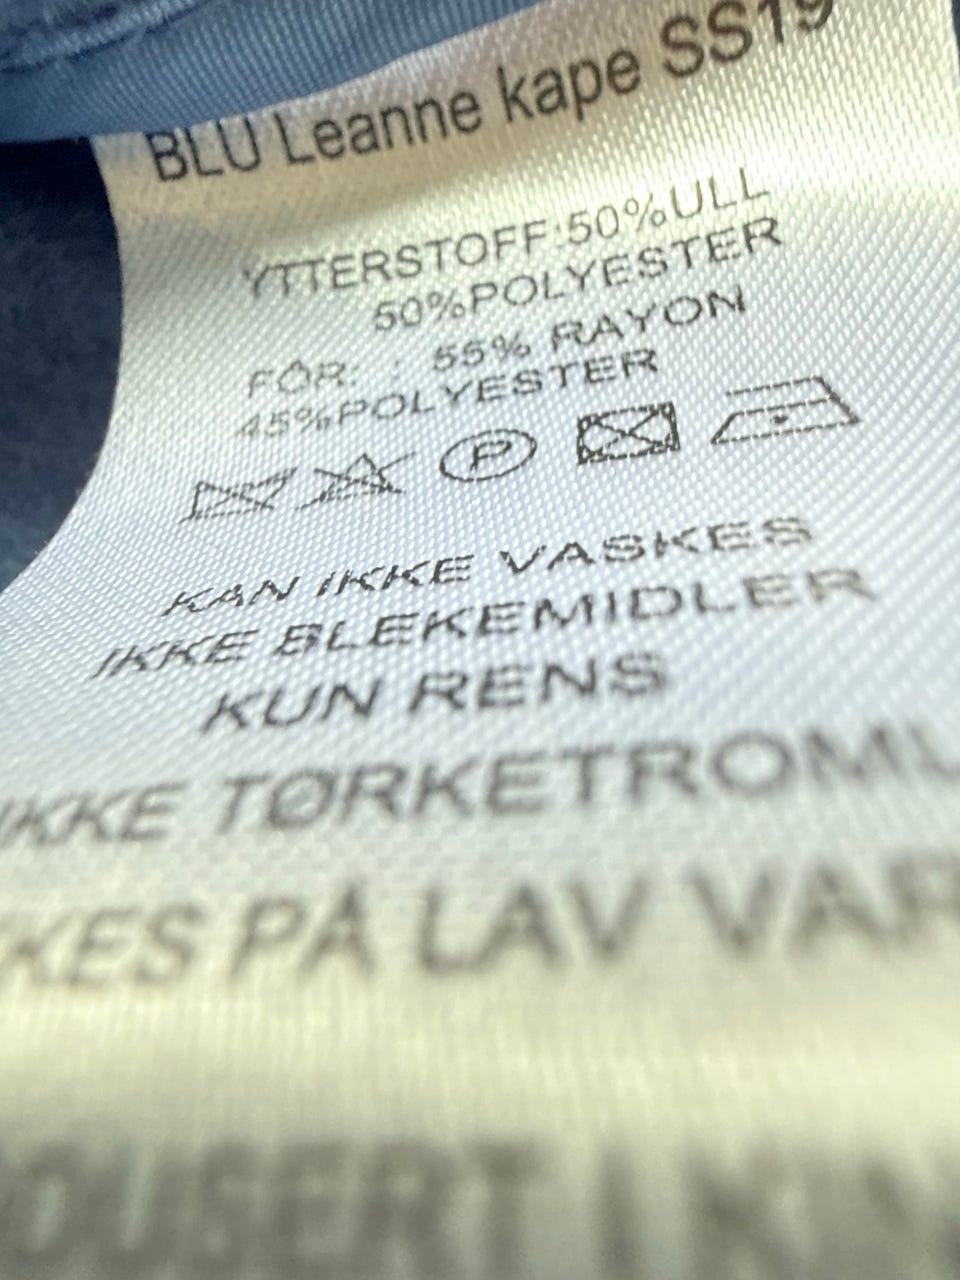 BLU Leanne kape SS19
YTTERSTOFF:50%ULL
50%POLYESTER
FÔR: : 55% RAYON
45%POLYESTER
P
KAN IKKE VASKES
IKKE BLEKEMIDLER
KUN RENS
IKKE TØRKETROML
KES PÅ LAV VAR